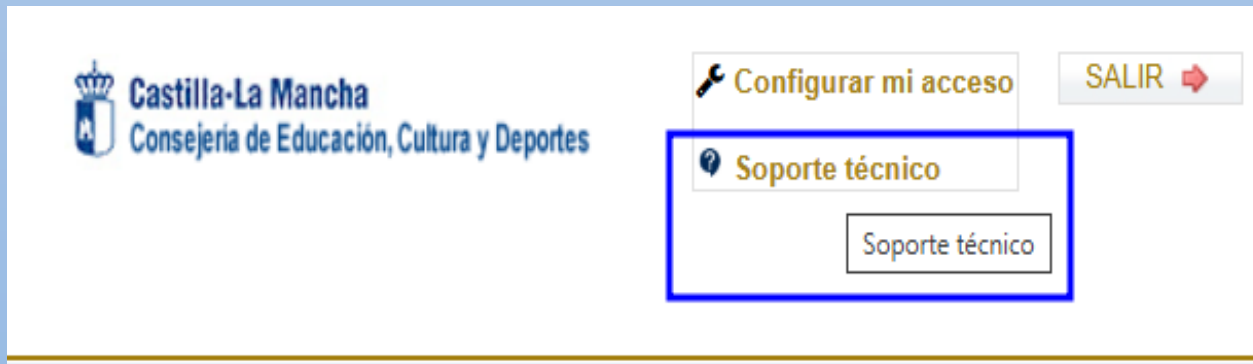 Castilla-La Mancha
Consejería de Educación, Cultura y Deportes
Configurar mi acceso
SALIR
Soporte técnico
Soporte técnico